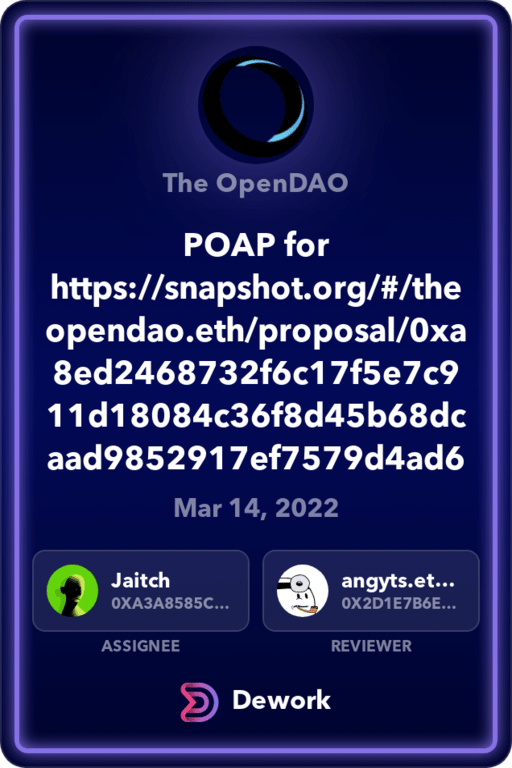 The OpenDAO
POAP for
https://snapshot.org/#/the
opendao.eth/proposal/0xa
8ed2468732f6c17f5e7c9
11d18084c36f8d45b68dc
aad9852917ef7579d4ad6
Mar 14, 2022
Jaitch
0XA3A8585C...
ASSIGNEE
angyts.et...
0X2D1E7B6E...
REVIEWER
Dework